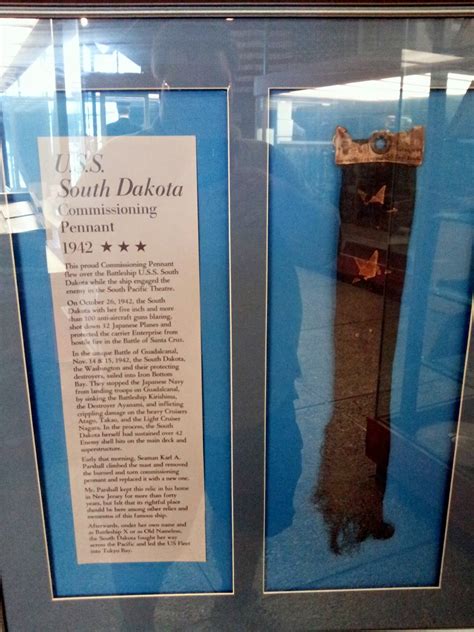 U.S.S.
South Dakota
Commissioning
Pennant
1942 ★ ★ ★
This proud Commissioning Pennant
flew over the Battleship U.S.S. South
Dakota while the ship engaged the
enemy in the South Pacific Theatre.
On October 26, 1942, the South
Dakota with her five inch and more
than 100 anti-aircraft guns blazing,
shot down 32 Japanese Planes and
protected the carrier Enterprise from
hostile fire in the Battle of Santa Cruz.
In the unique Battle of Guadalcanal,
Nov. 14 & 15, 1942, the South Dakota,
the Washington and their protecting
destroyers, sailed into Iron Bottom
Bay. They stopped the Japanese Navy
from landing troops on Guadalcanal,
by sinking the Battleship Kirishima,
the Destroyer Ayanami, and inflicting
crippling damage on the heavy Cruisers
Atago, Takao, and the Light Cruiser
Nagara. In the process, the South
Dakota herself had sustained over 42
Enemy shell hits on the main deck and
superstructure.
Early that morning, Seaman Karl A.
Parshall climbed the mast and removed
the burned and torn commissioning
pennant and replaced it with a new one.
Mr. Parshall kept this relic in his home
in New Jersey for more than forty
years, but felt that its rightful place
should be here among other relics and
mementos of this famous ship.
Afterwards, under her own name and
as Battleship X or as Old Nameless,
the South Dakota fought her way
across the Pacific and led the US Fleet
into Tokyo Bay.